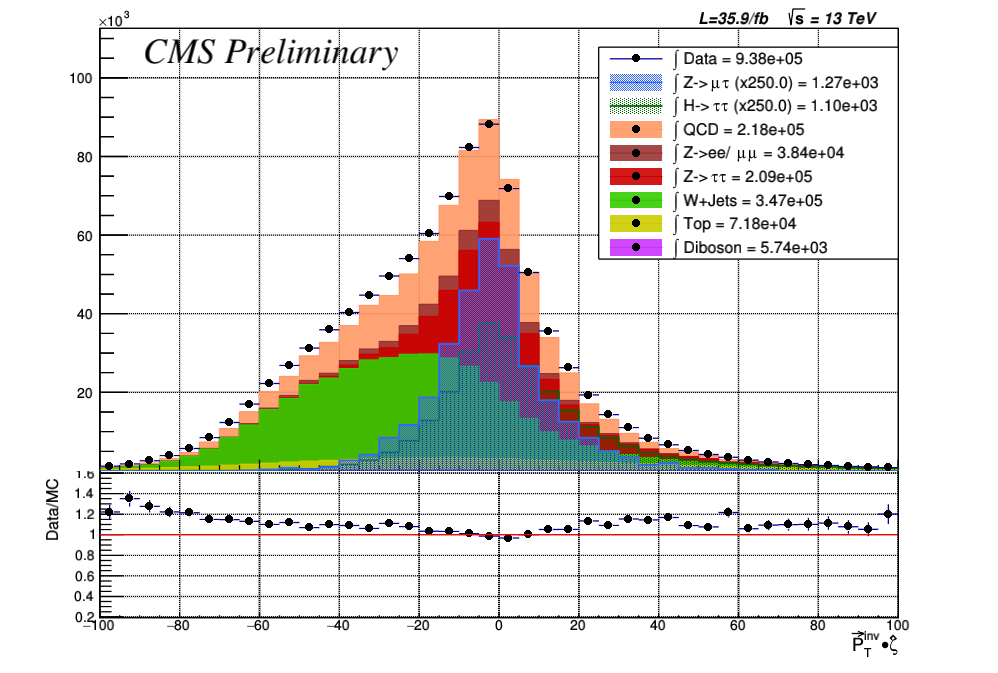 ×10³ L=35.9/fb √s = 13 TeV
CMS Preliminary
∫ Data = 9.38e+05
∫ Z-> μτ (x250.0) = 1.27e+03
∫ H-> ττ (x250.0) = 1.10e+03
∫ QCD = 2.18e+05
∫ Z->ee/ μμ = 3.84e+04
∫ Z-> ττ = 2.09e+05
∫ W+Jets = 3.47e+05
∫ Top = 7.18e+04
∫ Diboson = 5.74e+03
100
80
60
40
20
Data/MC
1.6
1.4
1.2
1
0.8
0.6
0.4
0.2
−100 −80 −60 −40 −20 0 20 40 60 80 100
P⃗_T^inv •ζ̂